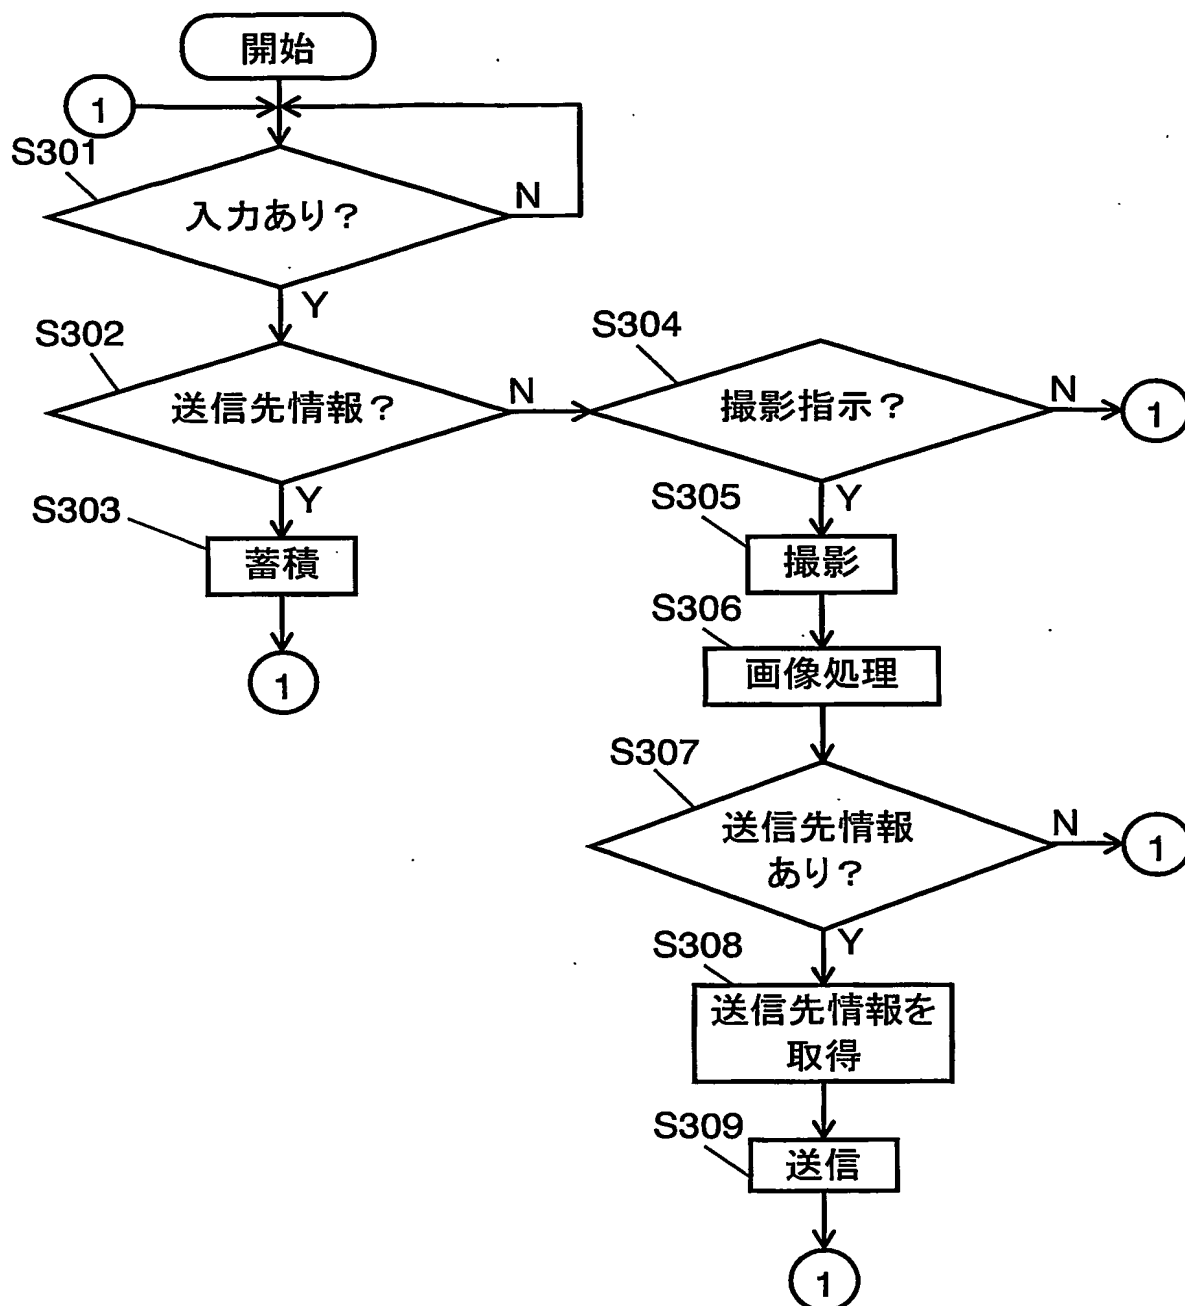 開始
1
S301
入力あり？
N
Y
S302
送信先情報？
N
Y
S304
撮影指示？
N
1
Y
S303
蓄積
1
S305
撮影
S306
画像処理
S307
送信先情報
あり？
N
1
Y
S308
送信先情報を
取得
S309
送信
1